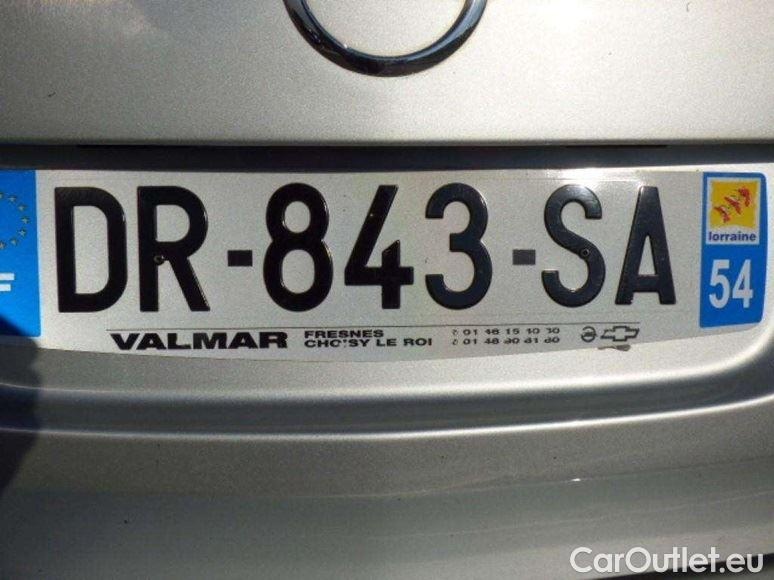 F
DR-843-SA
lorraine
54
VALMAR
FRESNES
CHOISY LE ROI
CarOutlet.eu